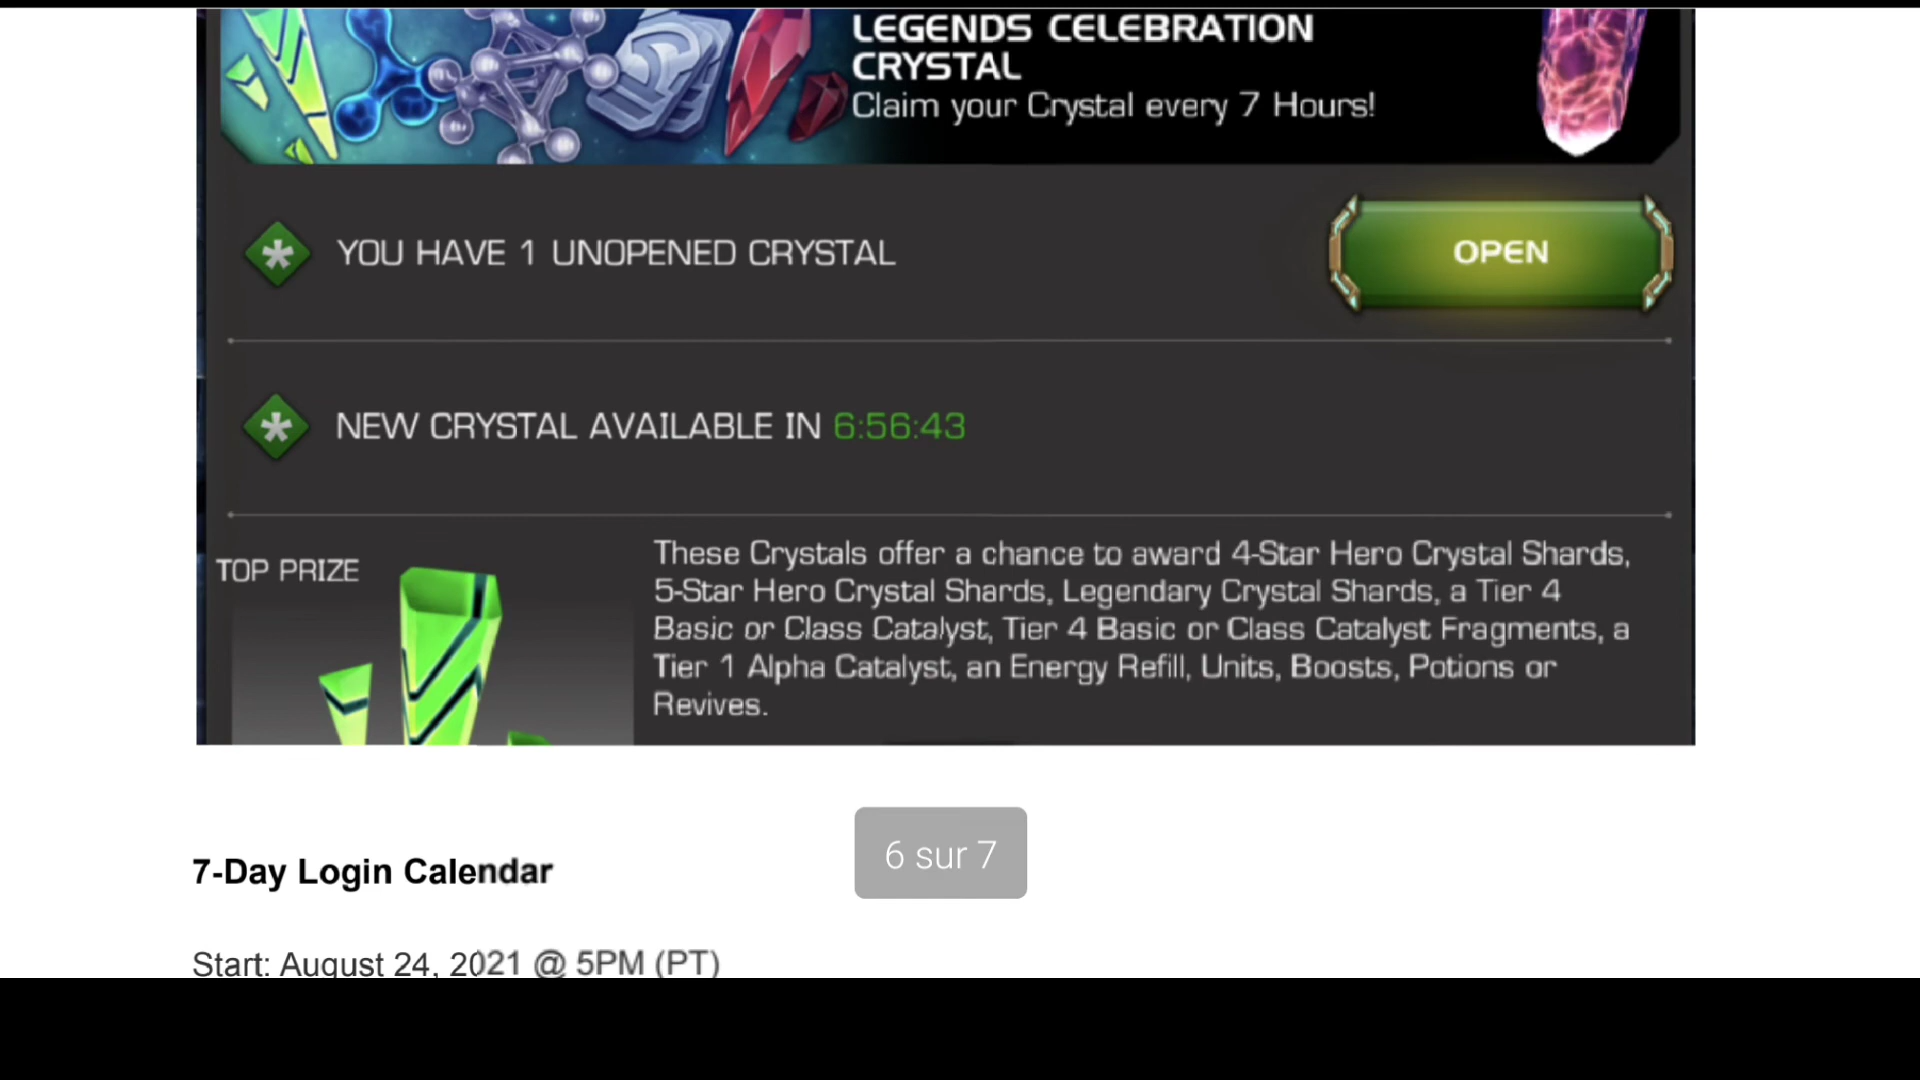 LEGENDS CELEBRATION
CRYSTAL
Claim your Crystal every 7 Hours!
YOU HAVE 1 UNOPENED CRYSTAL
OPEN
NEW CRYSTAL AVAILABLE IN 6:56:43
TOP PRIZE
These Crystals offer a chance to award 4-Star Hero Crystal Shards,
5-Star Hero Crystal Shards, Legendary Crystal Shards, a Tier 4
Basic or Class Catalyst, Tier 4 Basic or Class Catalyst Fragments, a
Tier 1 Alpha Catalyst, an Energy Refill, Units, Boosts, Potions or
Revives.
6 sur 7
7-Day Login Calendar
Start: August 24, 2021 @ 5PM (PT)